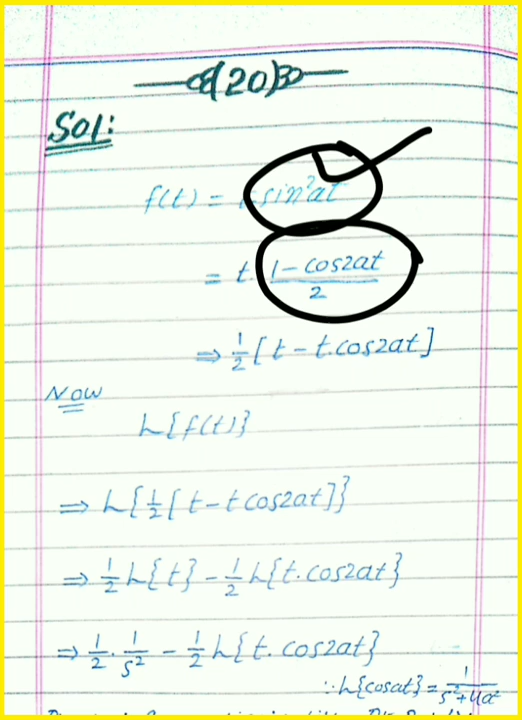 (20)
Sol:
f(t) = t sin²at
= t. (1 - cos2at)/2
⇒ 1/2 [t - t.cos2at]
Now
L{f(t)}
⇒ L{1/2 [t - t cos2at]}
⇒ 1/2 L{t} - 1/2 L{t.cos2at}
⇒ 1/2 . 1/s² - 1/2 L{t. cos2at}
∵ L{cosat} = 1/(s²+4a²)